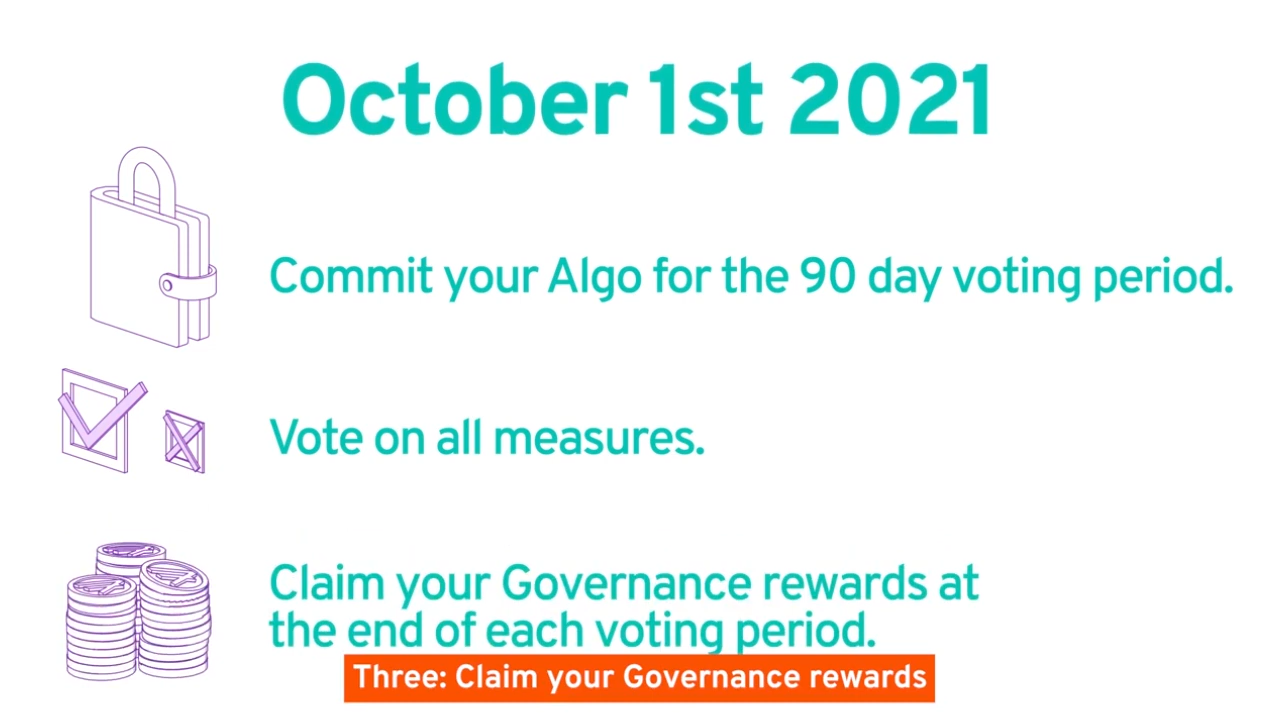 October 1st 2021
Commit your Algo for the 90 day voting period.
Vote on all measures.
Claim your Governance rewards at
the end of each voting period.
Three: Claim your Governance rewards